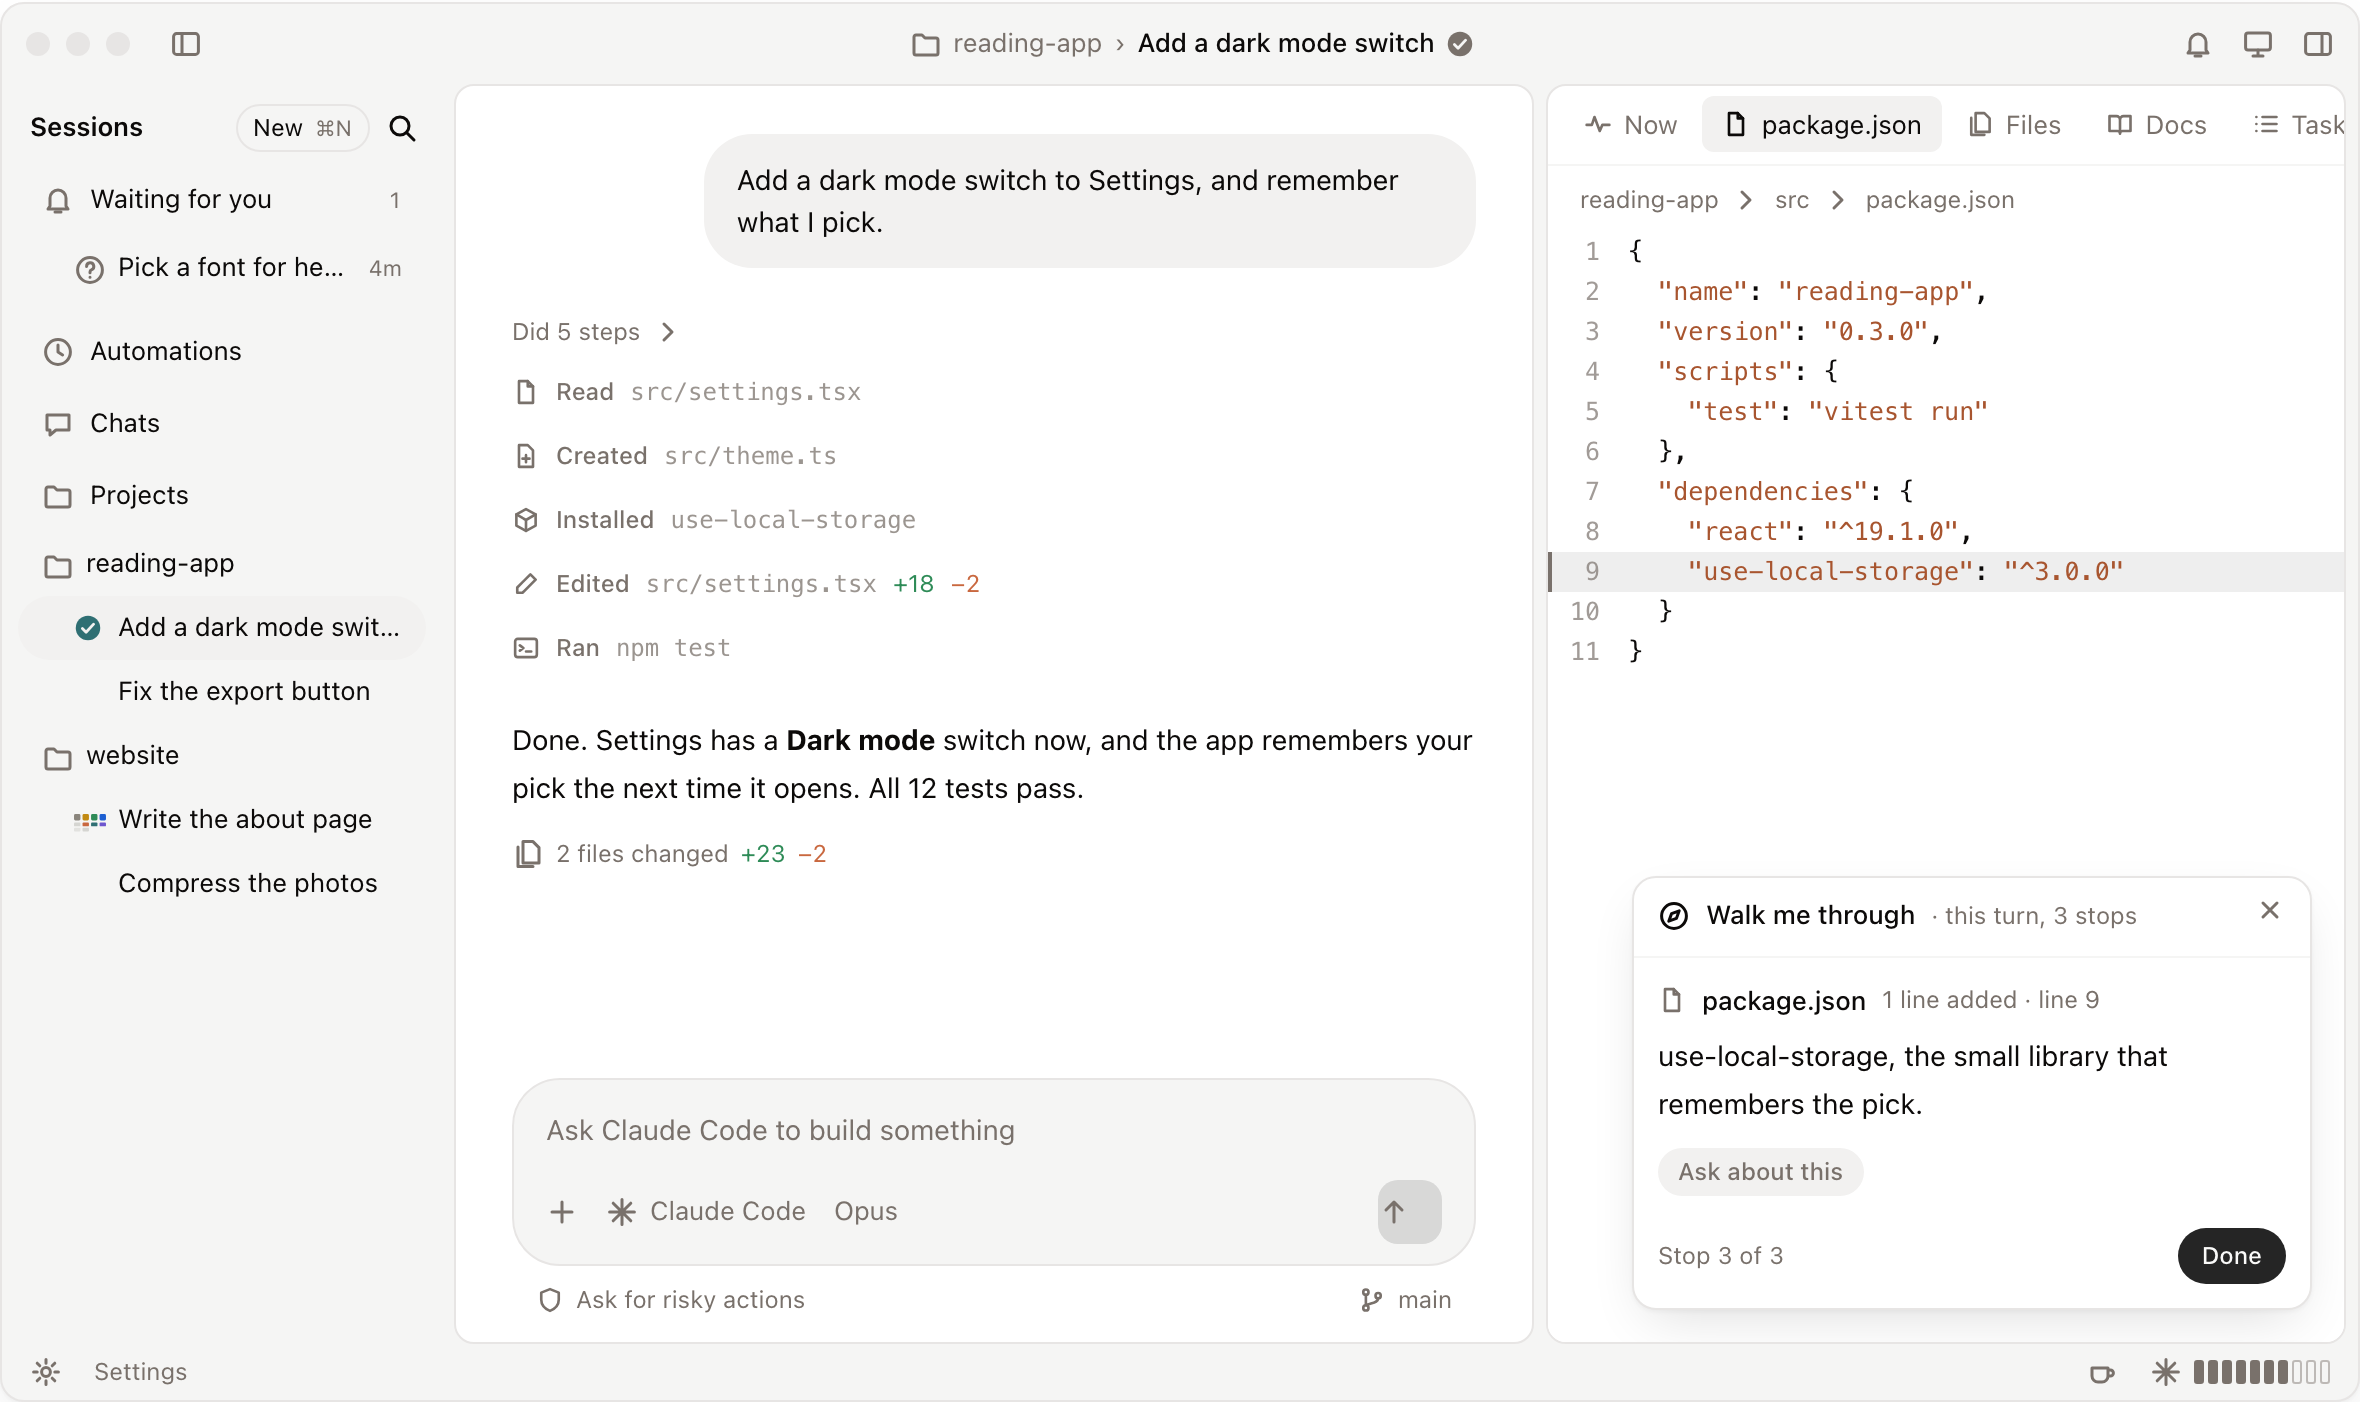 reading-app › Add a dark mode switch
Sessions
New ⌘N
Waiting for you 1
Pick a font for he... 4m
Automations
Chats
Projects
reading-app
Add a dark mode swit...
Fix the export button
website
Write the about page
Compress the photos
Settings
Add a dark mode switch to Settings, and remember
what I pick.
Did 5 steps
Read src/settings.tsx
Created src/theme.ts
Installed use-local-storage
Edited src/settings.tsx +18 −2
Ran npm test
Done. Settings has a Dark mode switch now, and the app remembers your
pick the next time it opens. All 12 tests pass.
2 files changed +23 −2
Ask Claude Code to build something
Claude Code Opus
Ask for risky actions main
Now package.json Files Docs Task
reading-app > src > package.json
1 {
2 "name": "reading-app",
3 "version": "0.3.0",
4 "scripts": {
5 "test": "vitest run"
6 },
7 "dependencies": {
8 "react": "^19.1.0",
9 "use-local-storage": "^3.0.0"
10 }
11 }
Walk me through · this turn, 3 stops
package.json 1 line added · line 9
use-local-storage, the small library that
remembers the pick.
Ask about this
Stop 3 of 3 Done